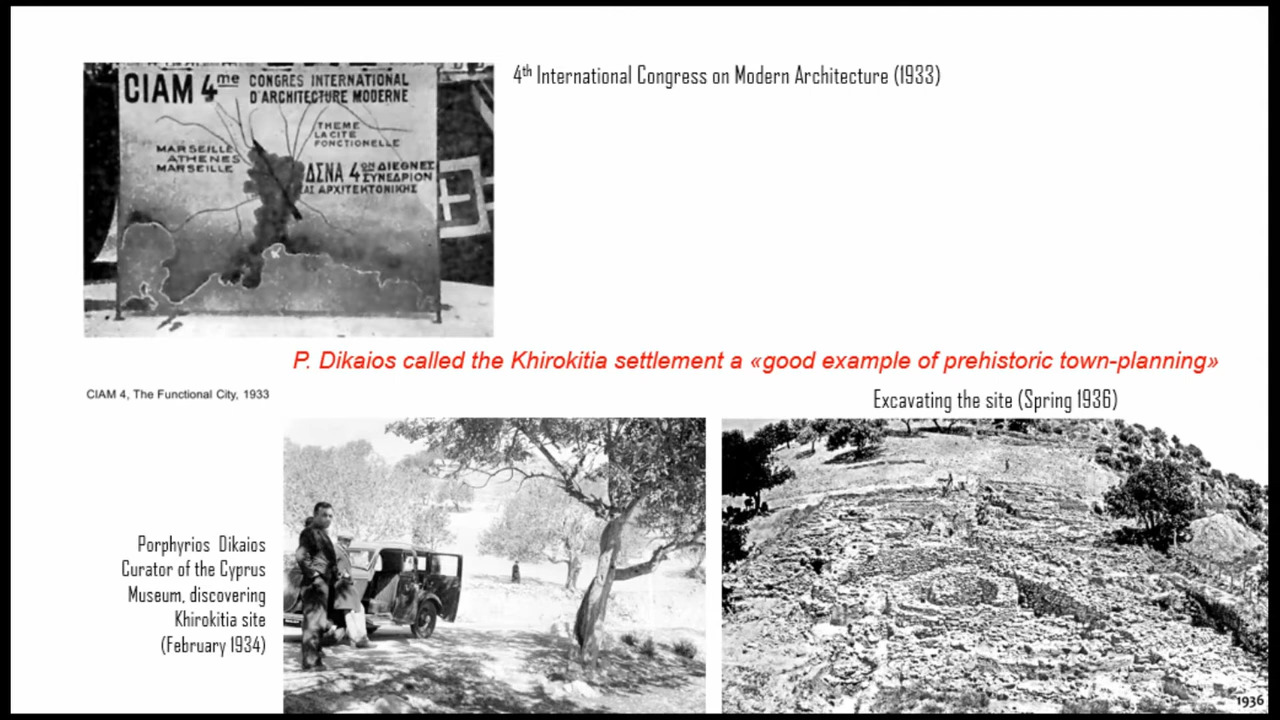 CIAM 4me CONGRES INTERNATIONAL
D'ARCHITECTURE MODERNE
THEME
LA CITE
FONCTIONELLE
MARSEILLE
ATHENES
MARSEILLE
ΔΣΝΑ 4ON ΔΙΕΘΝΕΣ
ΣΥΝΕΔΡΙΟΝ
ΑΡΧΙΤΕΚΤΟΝΙΚΗΣ
4th International Congress on Modern Architecture (1933)
P. Dikaios called the Khirokitia settlement a «good example of prehistoric town-planning»
CIAM 4, The Functional City, 1933
Excavating the site (Spring 1936)
Porphyrios Dikaios
Curator of the Cyprus
Museum, discovering
Khirokitia site
(February 1934)
1936